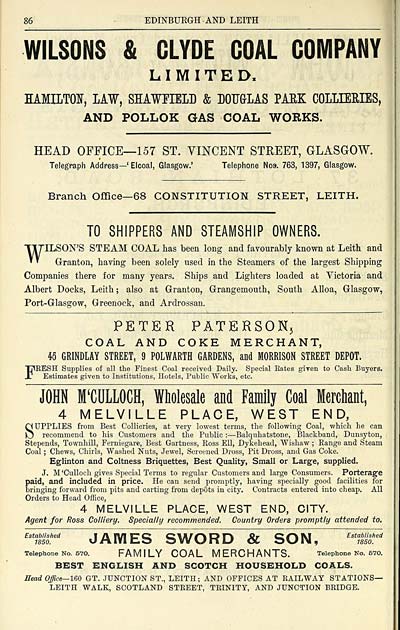 86
EDINBURGH AND LEITH
WILSONS & CLYDE COAL COMPANY
LIMITED.
HAMILTON, LAW, SHAWFIELD & DOUGLAS PARK COLLIERIES,
AND POLLOK GAS COAL WORKS.
HEAD OFFICE—157 ST. VINCENT STREET, GLASGOW.
Telegraph Address—'Elcoal, Glasgow.' Telephone Nos. 763, 1397, Glasgow.
Branch Office—68 CONSTITUTION STREET, LEITH.
TO SHIPPERS AND STEAMSHIP OWNERS.
WILSON'S STEAM COAL has been long and favourably known at Leith and
Granton, having been solely used in the Steamers of the largest Shipping
Companies there for many years. Ships and Lighters loaded at Victoria and
Albert Docks, Leith; also at Granton, Grangemouth, South Alloa, Glasgow,
Port-Glasgow, Greenock, and Ardrossan.
PETER PATERSON,
COAL AND COKE MERCHANT,
45 GRINDLAY STREET, 9 POLWARTH GARDENS, and MORRISON STREET DEPOT.
FRESH Supplies of all the Finest Coal received Daily. Special Rates given to Cash Buyers.
Estimates given to Institutions, Hotels, Public Works, etc.
JOHN M'CULLOCH, Wholesale and Family Coal Merchant,
4 MELVILLE PLACE, WEST END,
SUPPLIES from Best Collieries, at very lowest terms, the following Coal, which he can
recommend to his Customers and the Public:—Balquhatstone, Blackband, Dunsyton,
Stepends, Townhill, Ferniegare, Best Gartness, Ross Ell, Dykehead, Wishaw; Range and Steam
Coal; Chews, Chirls, Washed Nuts, Jewel, Screened Dross, Pit Dross, and Gas Coke.
Eglinton and Coltness Briquettes, Best Quality, Small or Large, supplied.
J. M'Culloch gives Special Terms to regular Customers and large Consumers. Porterage
paid, and included in price. He can send promptly, having specially good facilities for
bringing forward from pits and carting from depôts in city. Contracts entered into cheap. All
Orders to Head Office,
4 MELVILLE PLACE, WEST END, CITY.
Agent for Ross Colliery. Specially recommended. Country Orders promptly attended to.
Established 1850. JAMES SWORD & SON, Established 1850.
Telephone No. 570. FAMILY COAL MERCHANTS. Telephone No. 570.
BEST ENGLISH AND SCOTCH HOUSEHOLD COALS.
Head Office—160 GT. JUNCTION ST., LEITH; AND OFFICES AT RAILWAY STATIONS—
LEITH WALK, SCOTLAND STREET, TRINITY, AND JUNCTION BRIDGE.